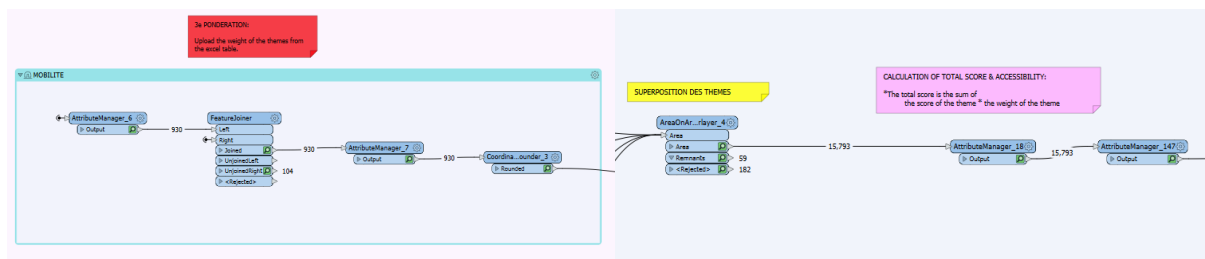 3e PONDERATION:
Upload the weight of the themes from
the excel table.
MOBILITE
AttributeManager_6
Output
930
FeatureJoiner
Left
Right
Joined
UnjoinedLeft
UnjoinedRight
<Rejected>
930
104
AttributeManager_7
Output
930
Coordina...ounder_3
Rounded
SUPERPOSITION DES THEMES
AreaOnAr...rlayer_4
Area
Area
Remnants
<Rejected>
15,793
59
182
CALCULATION OF TOTAL SCORE & ACCESSIBILITY:
*The total score is the sum of
the score of the theme * the weight of the theme
AttributeManager_18
Output
15,793
AttributeManager_147
Output